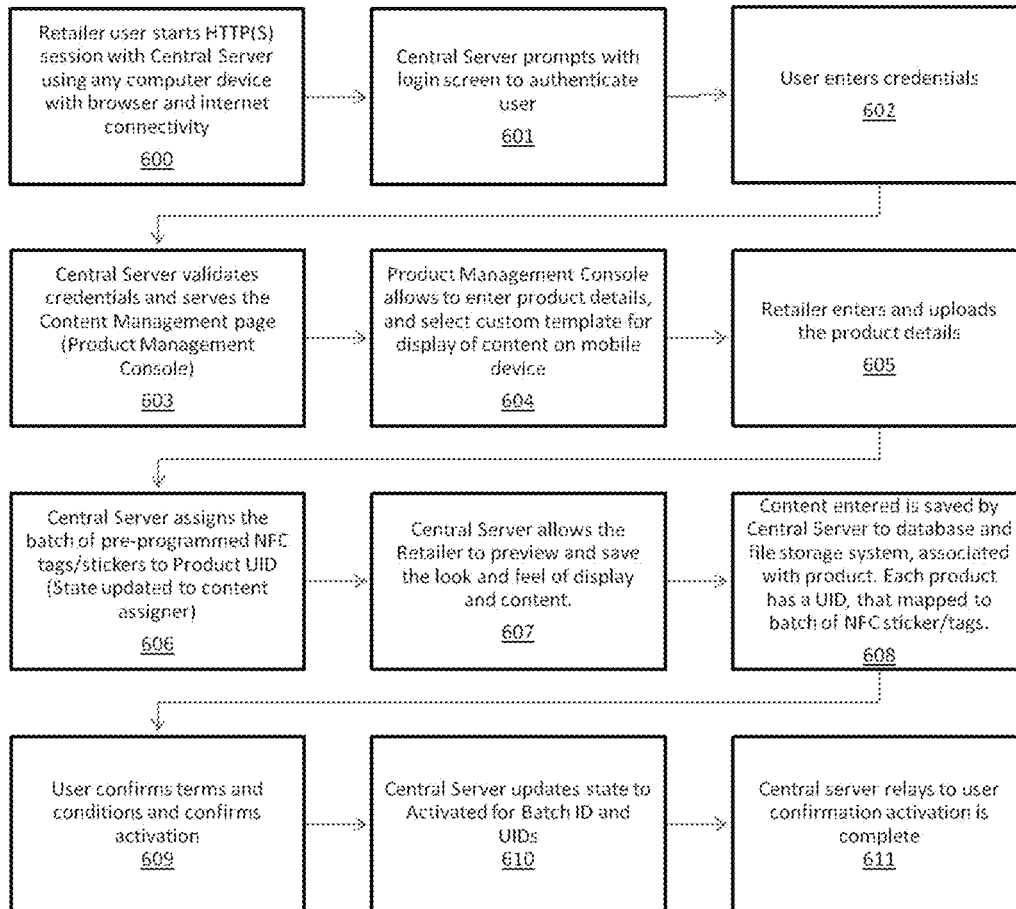 Retailer user starts HTTP(S)
session with Central Server
using any computer device
with browser and internet
connectivity
600
Central Server prompts with
login screen to authenticate
user
601
User enters credentials
602
Central Server validates
credentials and serves the
Content Management page
(Product Management
Console)
603
Product Management Console
allows to enter product details,
and select custom template for
display of content on mobile
device
604
Retailer enters and uploads
the product details
605
Central Server assigns the
batch of pre-programmed NFC
tags/stickers to Product UID
(State updated to content
assigner)
606
Central Server allows the
Retailer to preview and save
the look and feel of display
and content.
607
Content entered is saved by
Central Server to database and
file storage system, associated
with product. Each product
has a UID, that mapped to
batch of NFC sticker/tags.
608
User confirms terms and
conditions and confirms
activation
609
Central Server updates state
to Activated for Batch ID and
UIDs
610
Central server relays to user
confirmation activation is
complete
611